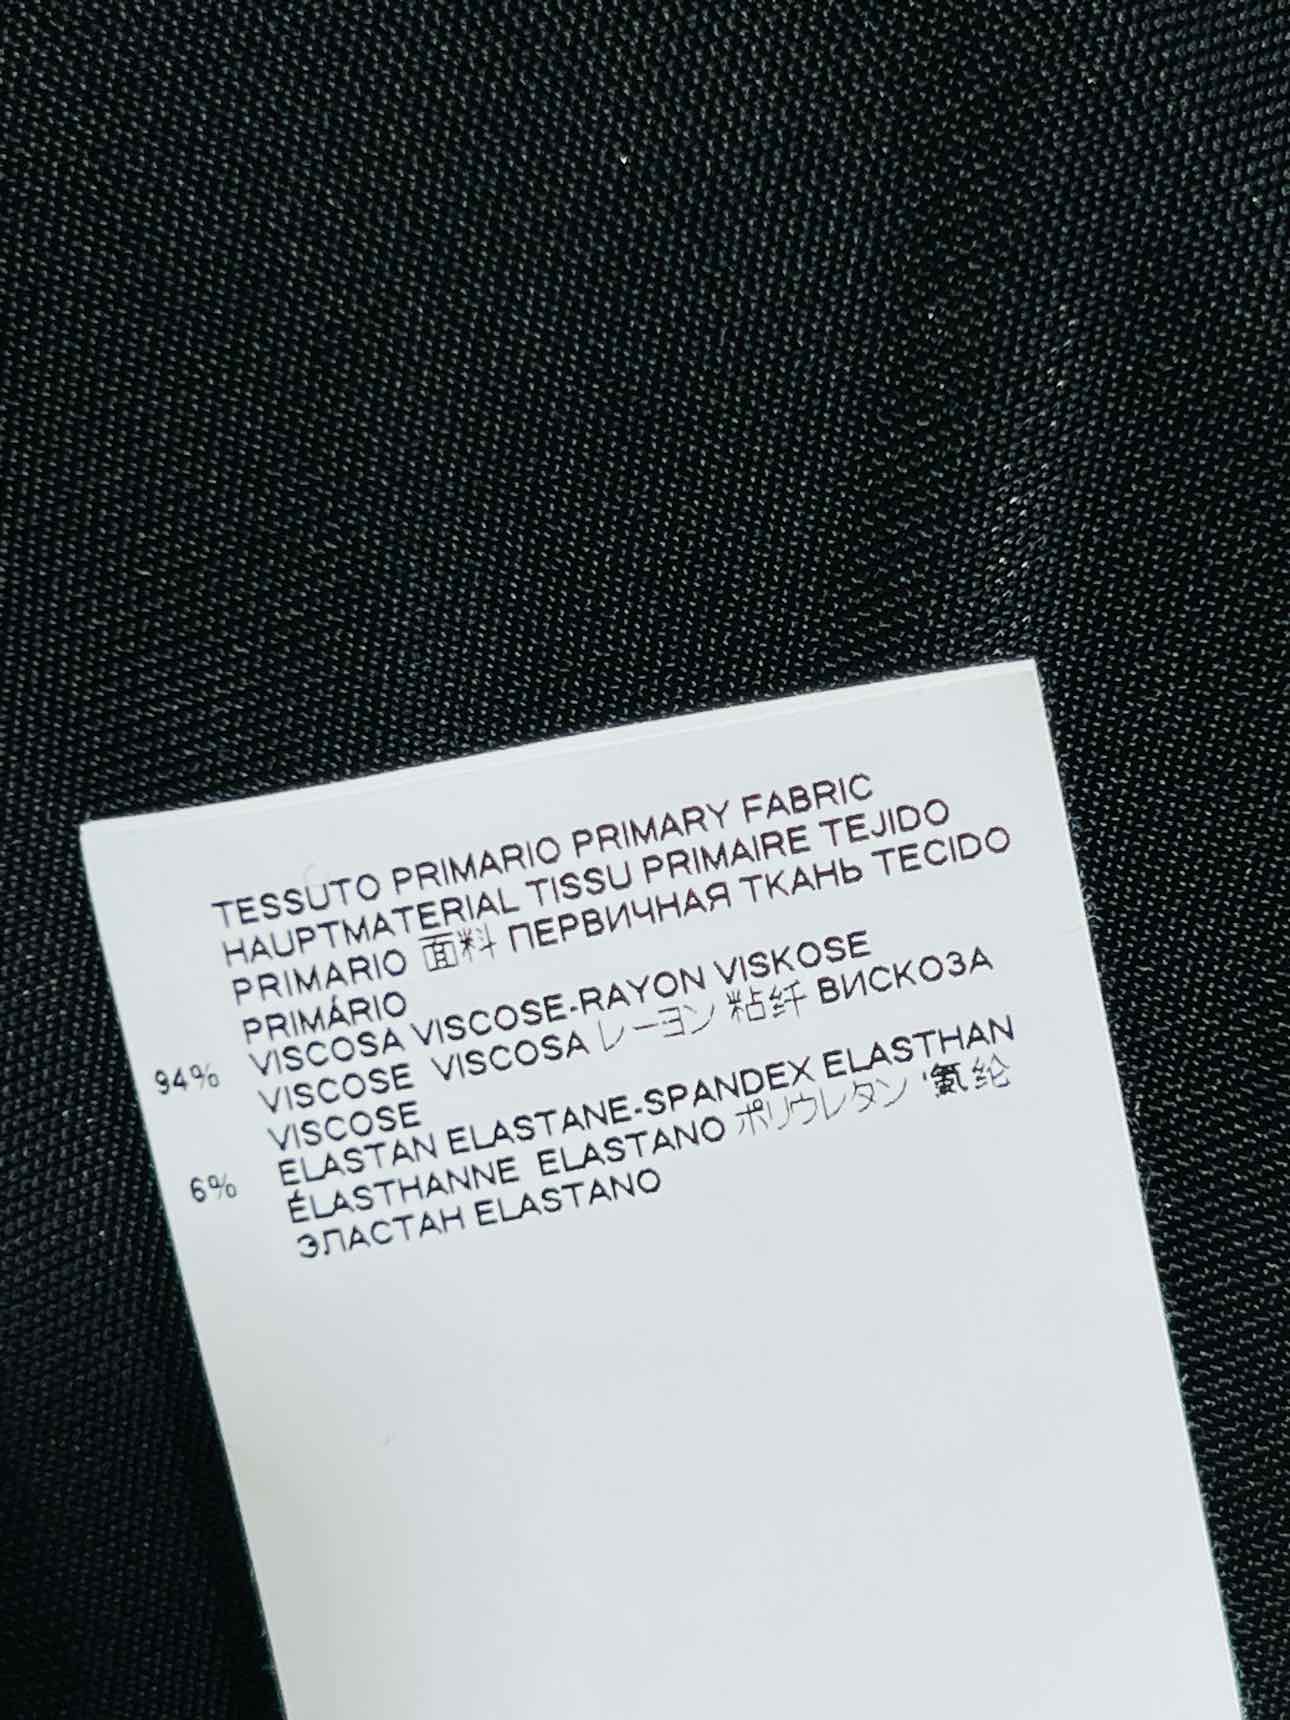 TESSUTO PRIMARIO PRIMARY FABRIC
HAUPTMATERIAL TISSU PRIMAIRE TEJIDO
PRIMARIO 面料 ПЕРВИЧНАЯ ТКАНЬ TECIDO
PRIMÁRIO
94% VISCOSA VISCOSE-RAYON VISKOSE
VISCOSE VISCOSA レーヨン 粘纤 ВИСКОЗА
VISCOSE
6% ELASTAN ELASTANE-SPANDEX ELASTHAN
ÉLASTHANNE ELASTANO ポリウレタン 氨纶
ЭЛАСТАН ELASTANO